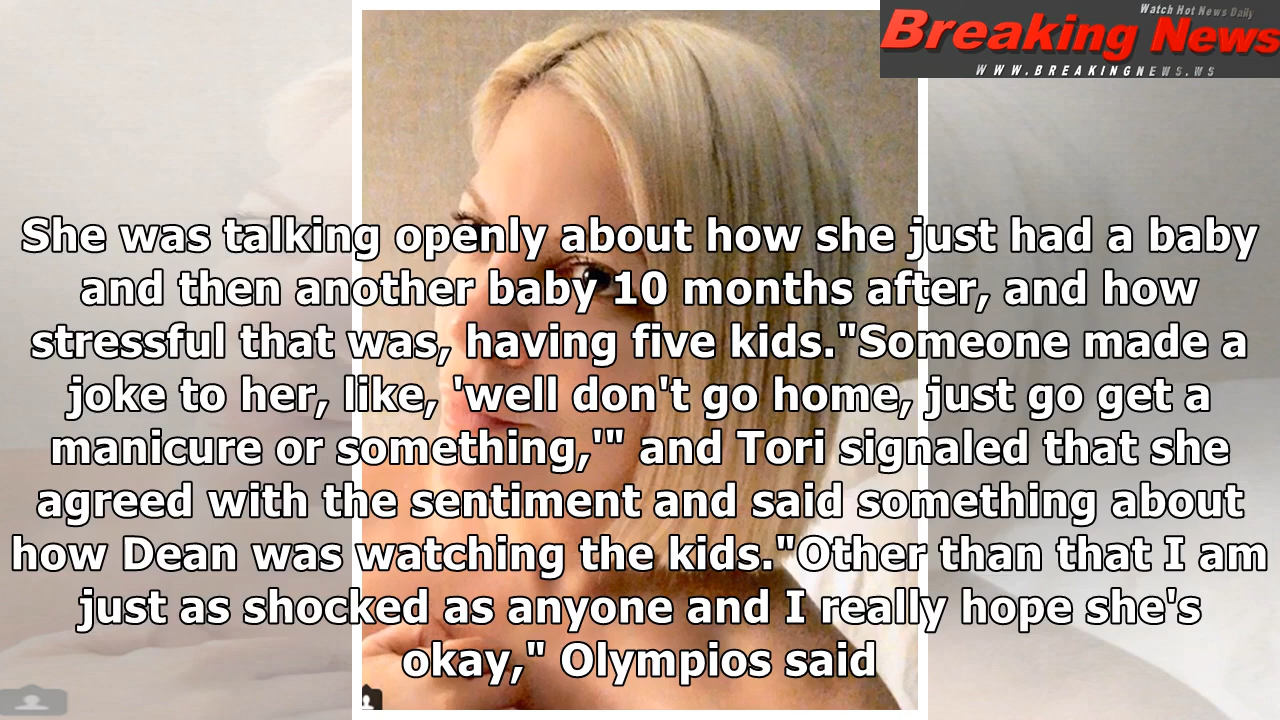 Watch Hot News Daily
Breaking News
WWW.BREAKINGNEWS.WS
She was talking openly about how she just had a baby
and then another baby 10 months after, and how
stressful that was, having five kids."Someone made a
joke to her, like, 'well don't go home, just go get a
manicure or something,'" and Tori signaled that she
agreed with the sentiment and said something about
how Dean was watching the kids."Other than that I am
just as shocked as anyone and I really hope she's
okay," Olympios said